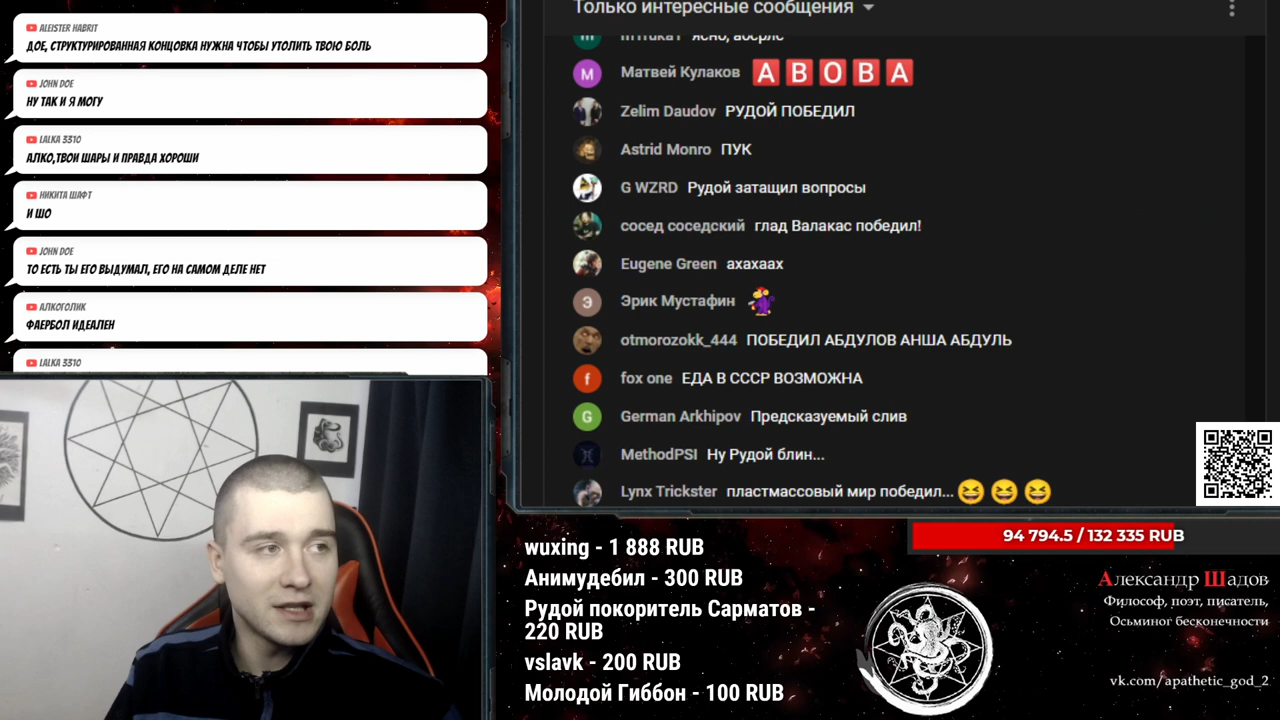 ALEISTER HABRIT
ДОЕ, СТРУКТУРИРОВАННАЯ КОНЦОВКА НУЖНА ЧТОБЫ УТОЛИТЬ ТВОЮ БОЛЬ
JOHN DOE
НУ ТАК И Я МОГУ
LALKA 3310
АЛКО,ТВОИ ШАРЫ И ПРАВДА ХОРОШИ
НИКИТА ШАФТ
И ШО
JOHN DOE
ТО ЕСТЬ ТЫ ЕГО ВЫДУМАЛ, ЕГО НА САМОМ ДЕЛЕ НЕТ
АЛКОГОЛИК
ФАЕРБОЛ ИДЕАЛЕН
LALKA 3310
Только интересные сообщения
Матвей Кулаков АВОВА
Zelim Daudov РУДОЙ ПОБЕДИЛ
Astrid Monro ПУК
G WZRD Рудой затащил вопросы
сосед соседский глад Валакас победил!
Eugene Green ахахаах
Эрик Мустафин
otmorozokk_444 ПОБЕДИЛ АБДУЛОВ АНША АБДУЛЬ
fox one ЕДА В СССР ВОЗМОЖНА
German Arkhipov Предсказуемый слив
MethodPSI Ну Рудой блин...
Lynx Trickster пластмассовый мир победил...
94 794.5 / 132 335 RUB
wuxing - 1 888 RUB
Анимудебил - 300 RUB
Рудой покоритель Сарматов -
220 RUB
vslavk - 200 RUB
Молодой Гиббон - 100 RUB
Александр Шадов
Философ, поэт, писатель,
Осьминог бесконечности
vk.com/apathetic_god_2